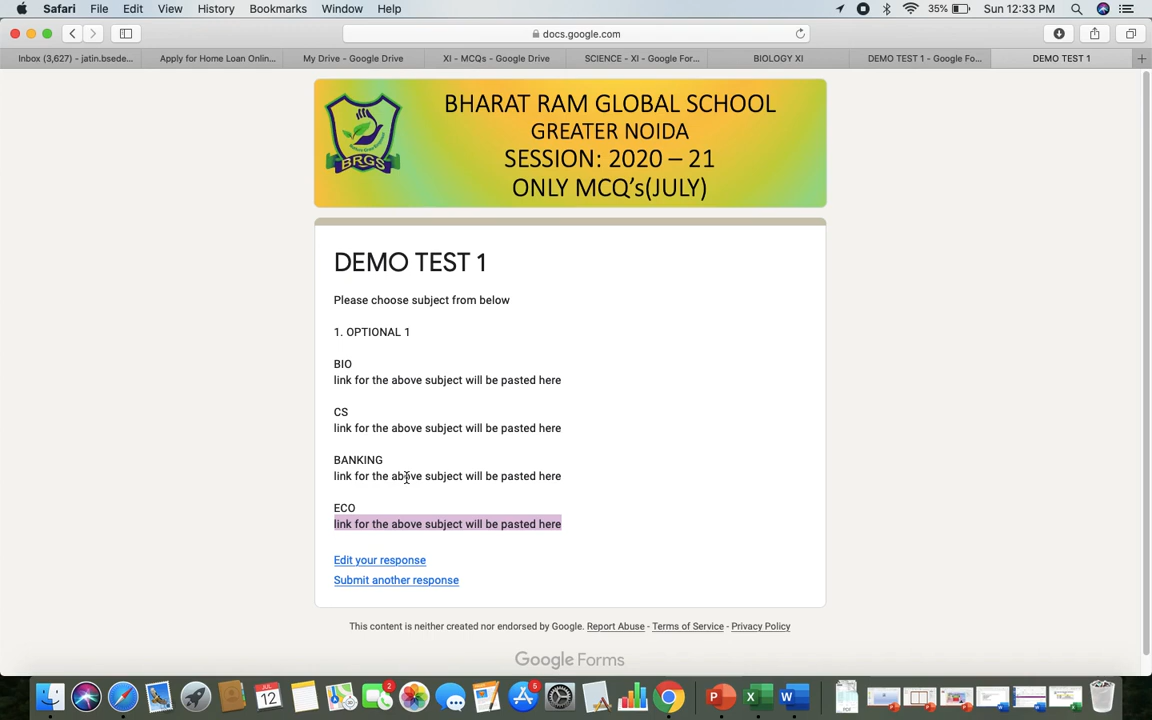 Safari File Edit View History Bookmarks Window Help 35% Sun 12:33 PM
docs.google.com
Inbox (3,627) - jatin.bsede... Apply for Home Loan Onlin... My Drive - Google Drive XI - MCQs - Google Drive SCIENCE - XI - Google For... BIOLOGY XI DEMO TEST 1 - Google Fo... DEMO TEST 1
BRGS
BHARAT RAM GLOBAL SCHOOL
GREATER NOIDA
SESSION: 2020 – 21
ONLY MCQ's(JULY)
DEMO TEST 1
Please choose subject from below
1. OPTIONAL 1
BIO
link for the above subject will be pasted here
CS
link for the above subject will be pasted here
BANKING
link for the above subject will be pasted here
ECO
link for the above subject will be pasted here
Edit your response
Submit another response
This content is neither created nor endorsed by Google. Report Abuse - Terms of Service - Privacy Policy
Google Forms
JUL 12 2 5